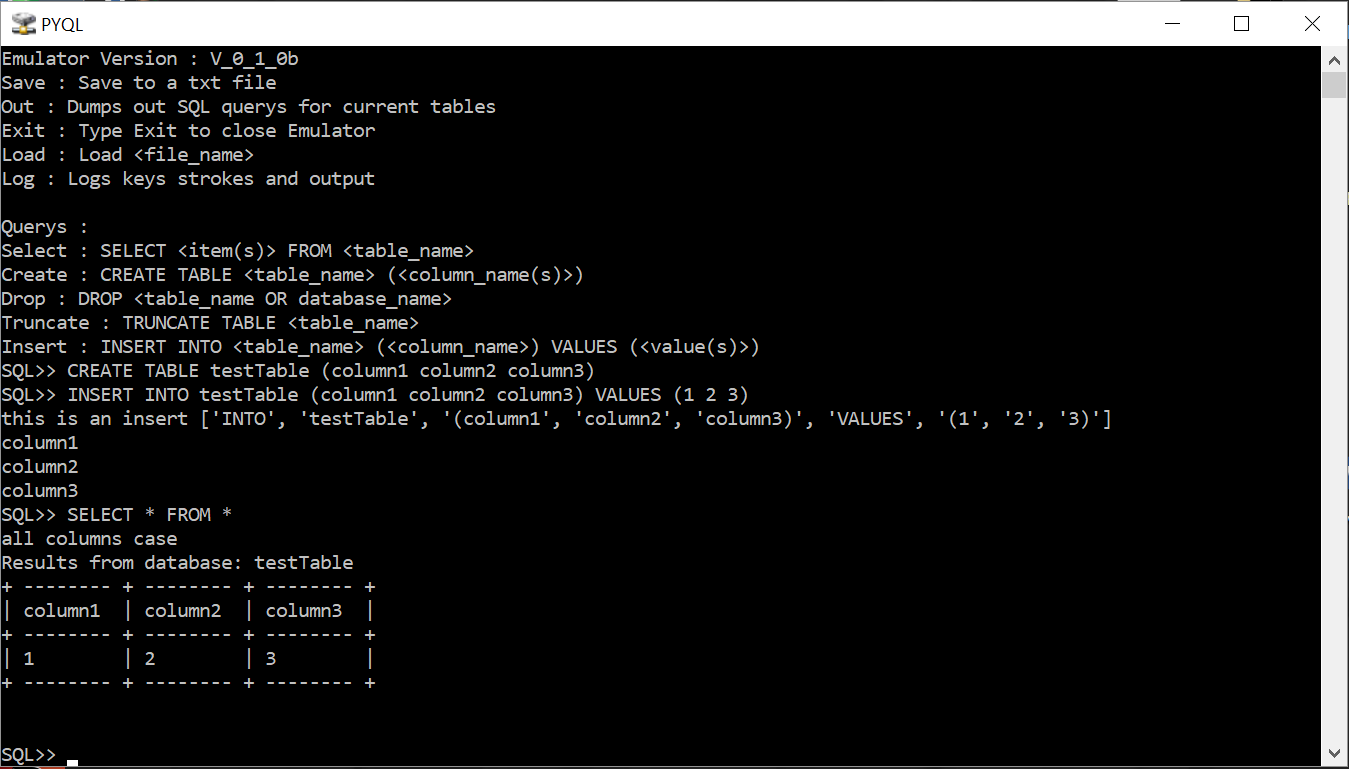 PYQL
Emulator Version : V_0_1_0b
Save : Save to a txt file
Out : Dumps out SQL querys for current tables
Exit : Type Exit to close Emulator
Load : Load <file_name>
Log : Logs keys strokes and output
Querys :
Select : SELECT <item(s)> FROM <table_name>
Create : CREATE TABLE <table_name> (<column_name(s)>)
Drop : DROP <table_name OR database_name>
Truncate : TRUNCATE TABLE <table_name>
Insert : INSERT INTO <table_name> (<column_name>) VALUES (<value(s)>)
SQL>> CREATE TABLE testTable (column1 column2 column3)
SQL>> INSERT INTO testTable (column1 column2 column3) VALUES (1 2 3)
this is an insert ['INTO', 'testTable', '(column1', 'column2', 'column3)', 'VALUES', '(1', '2', '3)']
column1
column2
column3
SQL>> SELECT * FROM *
all columns case
Results from database: testTable
+ -------- + -------- + -------- +
| column1  | column2  | column3  |
+ -------- + -------- + -------- +
| 1        | 2        | 3        |
+ -------- + -------- + -------- +
SQL>> _